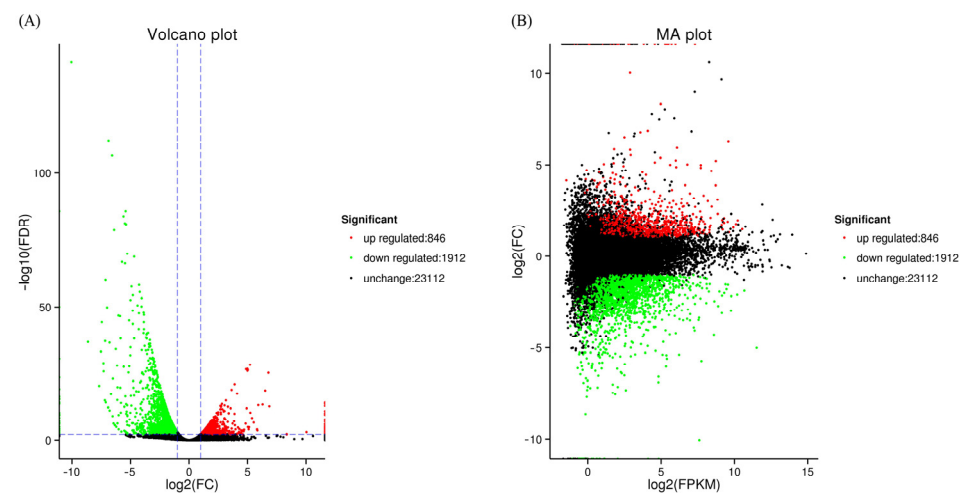 (A)
Volcano plot
-log10(FDR)
100
50
0
-10
-5
0
5
10
log2(FC)
Significant
up regulated:846
down regulated:1912
unchange:23112
(B)
MA plot
log2(FC)
10
5
0
-5
-10
0
5
10
15
log2(FPKM)
Significant
up regulated:846
down regulated:1912
unchange:23112